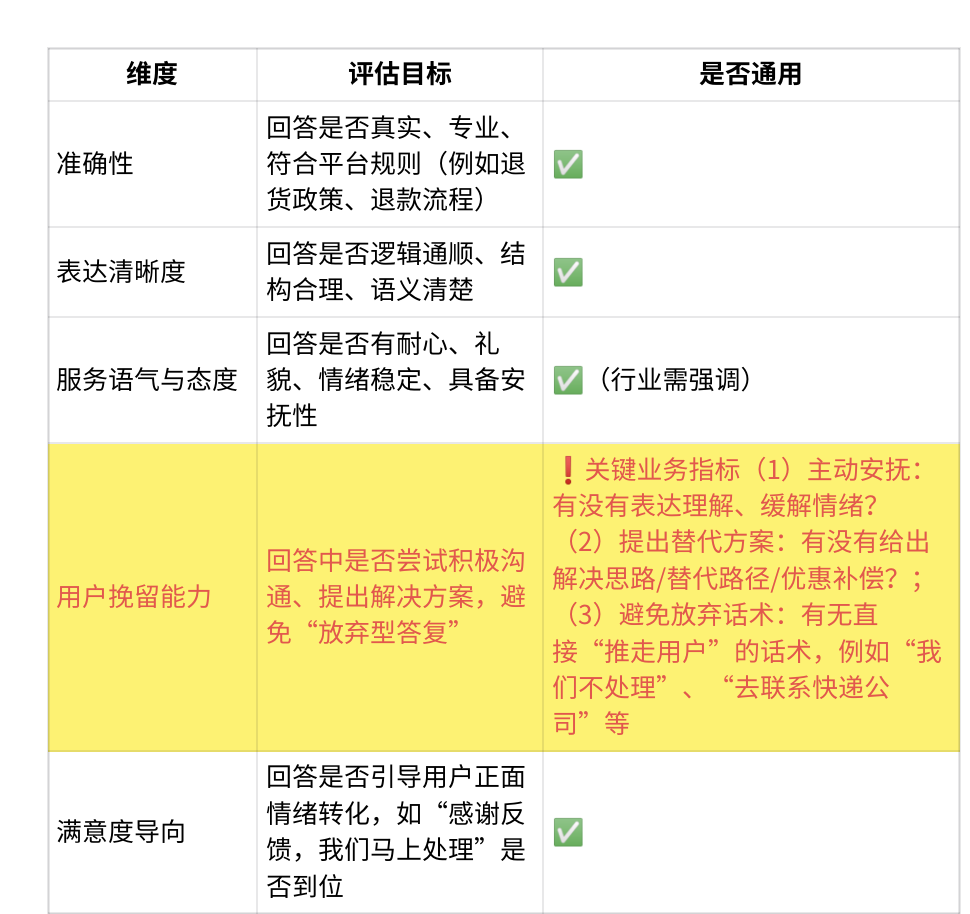 维度
评估目标
是否通用
准确性
回答是否真实、专业、
符合平台规则（例如退
货政策、退款流程）
✅
表达清晰度
回答是否逻辑通顺、结
构合理、语义清楚
✅
服务语气与态度
回答是否有耐心、礼
貌、情绪稳定、具备安
抚性
✅（行业需强调）
用户挽留能力
回答中是否尝试积极沟
通、提出解决方案，避
免“放弃型答复”
❗关键业务指标（1）主动安抚：
有没有表达理解、缓解情绪？
（2）提出替代方案：有没有给出
解决思路/替代路径/优惠补偿？；
（3）避免放弃话术：有无直
接“推走用户”的话术，例如“我
们不处理”、“去联系快递公
司”等
满意度导向
回答是否引导用户正面
情绪转化，如“感谢反
馈，我们马上处理”是
否到位
✅